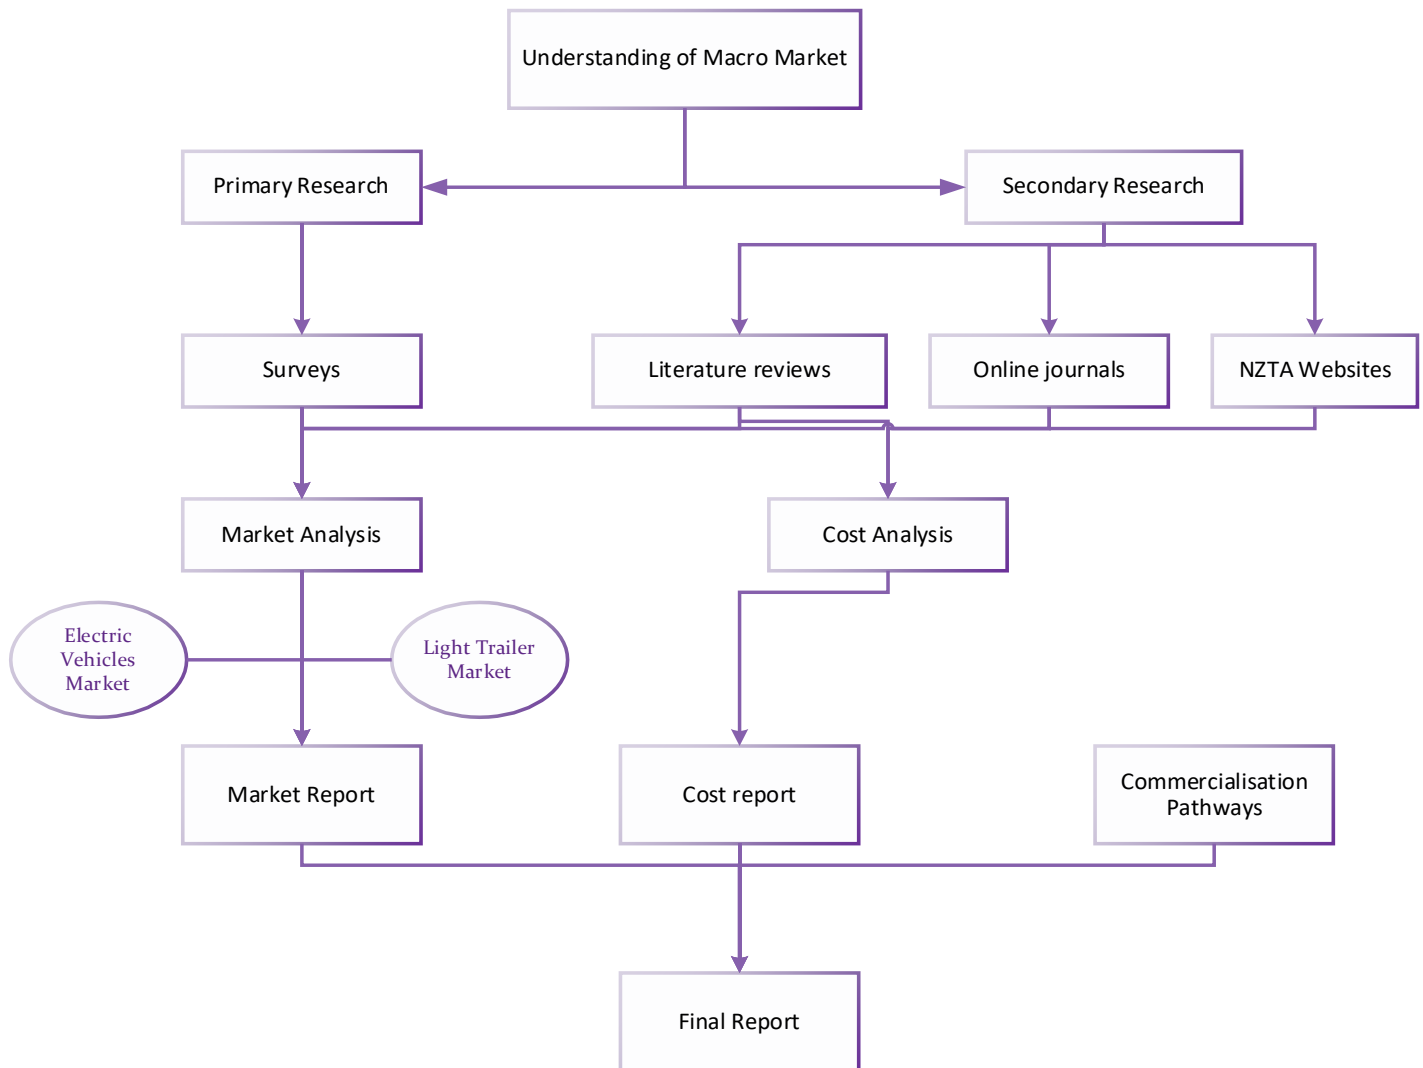 Understanding of Macro Market
Primary Research
Secondary Research
Surveys
Literature reviews
Online journals
NZTA Websites
Market Analysis
Cost Analysis
Electric
Vehicles
Market
Light Trailer
Market
Market Report
Cost report
Commercialisation
Pathways
Final Report